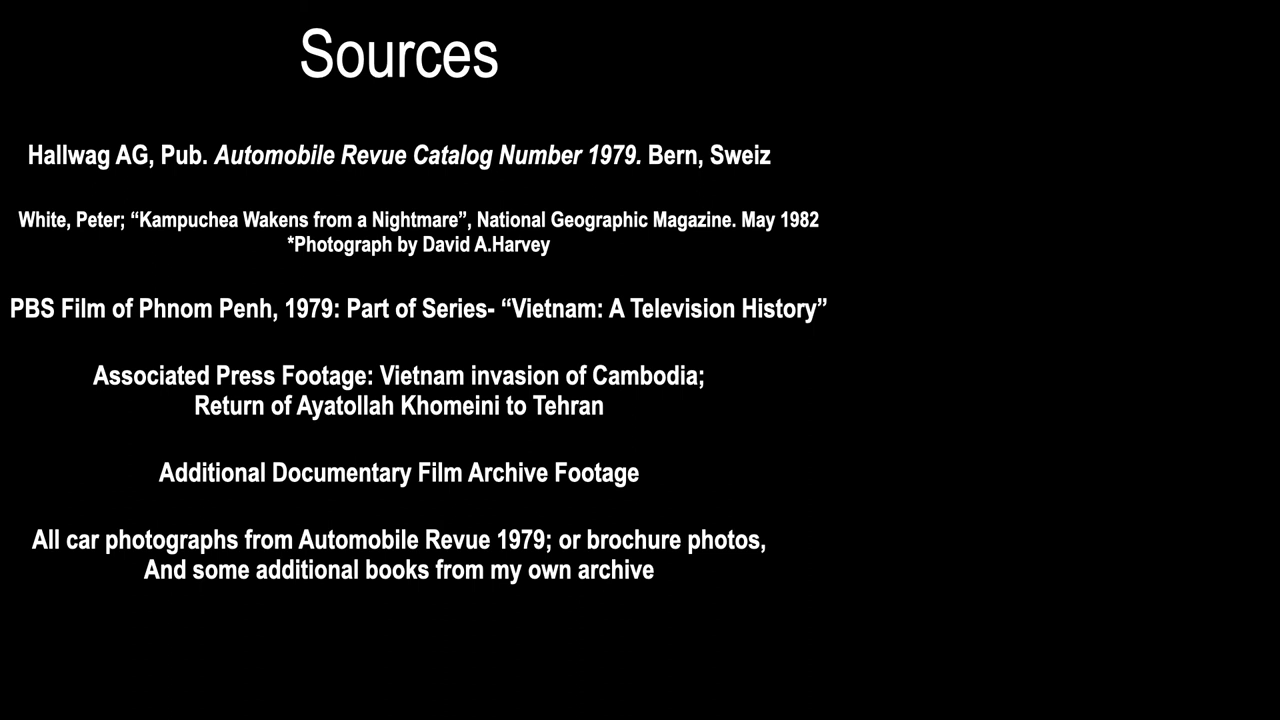 Sources
Hallwag AG, Pub. Automobile Revue Catalog Number 1979. Bern, Sweiz
White, Peter; “Kampuchea Wakens from a Nightmare”, National Geographic Magazine. May 1982
*Photograph by David A.Harvey
PBS Film of Phnom Penh, 1979: Part of Series- “Vietnam: A Television History”
Associated Press Footage: Vietnam invasion of Cambodia;
Return of Ayatollah Khomeini to Tehran
Additional Documentary Film Archive Footage
All car photographs from Automobile Revue 1979; or brochure photos,
And some additional books from my own archive